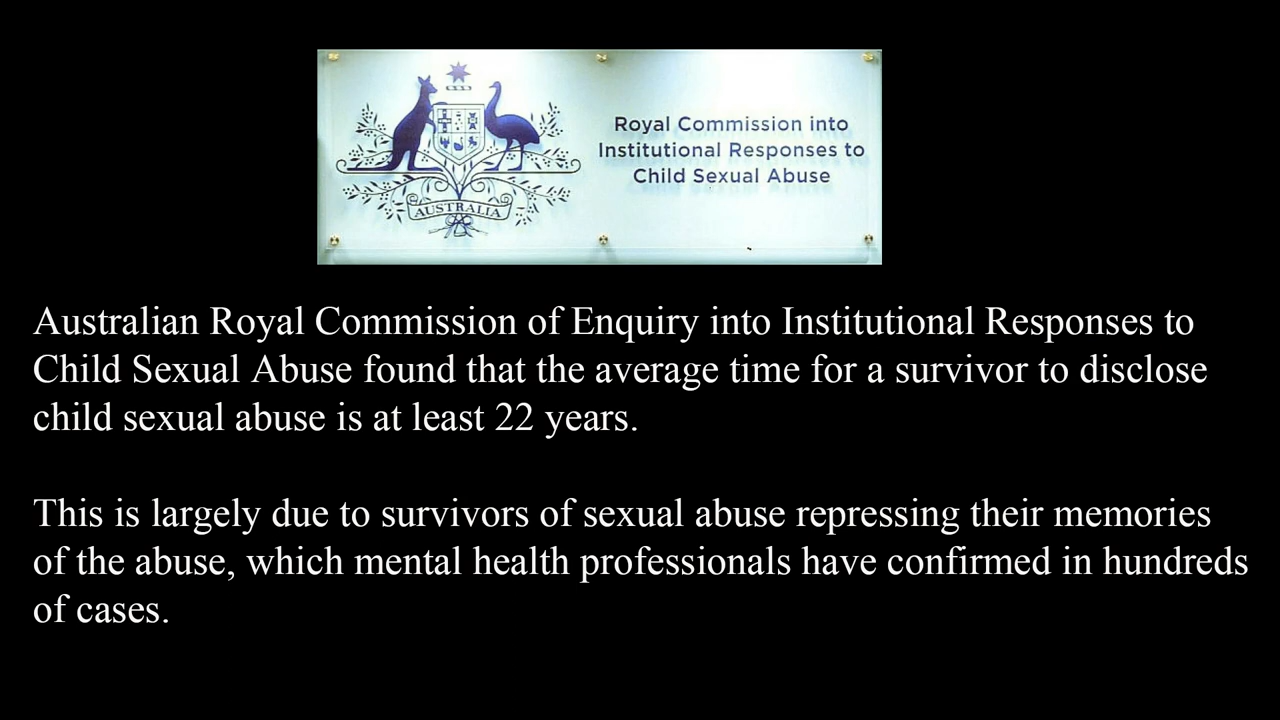 Royal Commission into
Institutional Responses to
Child Sexual Abuse
AUSTRALIA
Australian Royal Commission of Enquiry into Institutional Responses to
Child Sexual Abuse found that the average time for a survivor to disclose
child sexual abuse is at least 22 years.
This is largely due to survivors of sexual abuse repressing their memories
of the abuse, which mental health professionals have confirmed in hundreds
of cases.